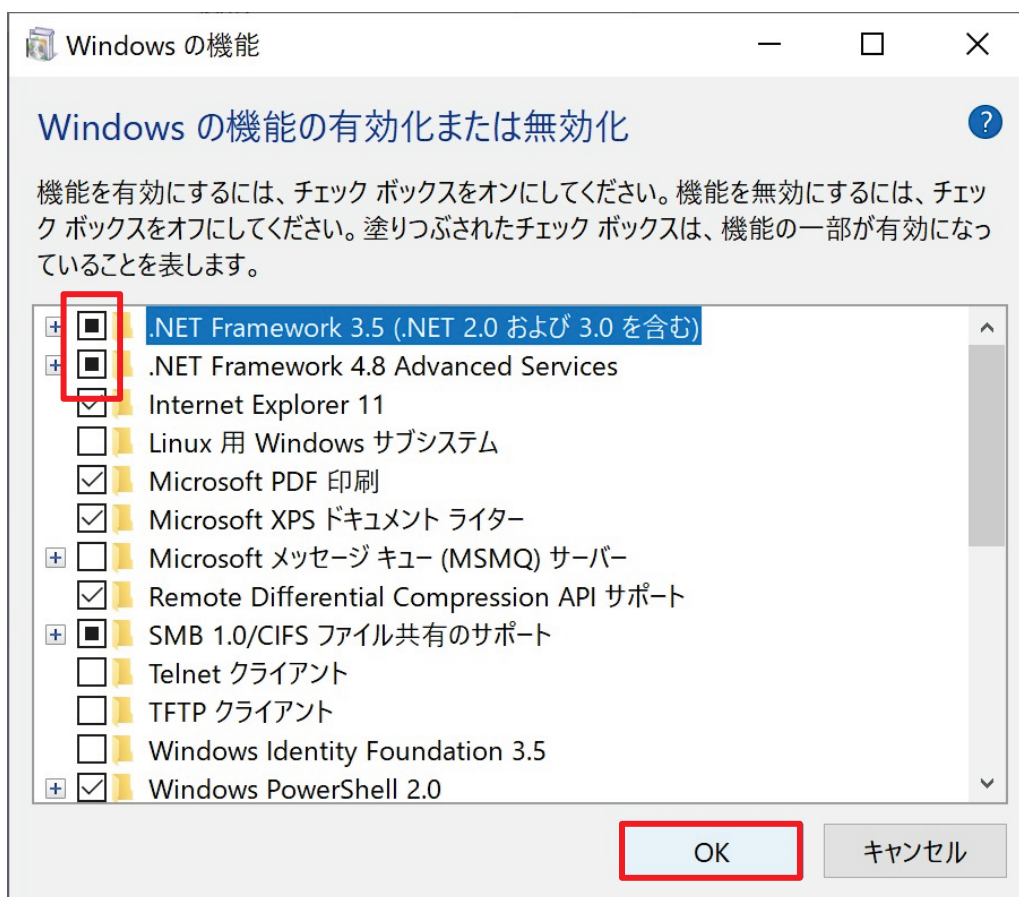 Windows の機能
Windows の機能の有効化または無効化
?
機能を有効にするには、チェック ボックスをオンにしてください。機能を無効にするには、チェッ
ク ボックスをオフにしてください。塗りつぶされたチェック ボックスは、機能の一部が有効になっ
ていることを表します。
.NET Framework 3.5 (.NET 2.0 および 3.0 を含む)
.NET Framework 4.8 Advanced Services
Internet Explorer 11
Linux 用 Windows サブシステム
Microsoft PDF 印刷
Microsoft XPS ドキュメント ライター
Microsoft メッセージ キュー (MSMQ) サーバー
Remote Differential Compression API サポート
SMB 1.0/CIFS ファイル共有のサポート
Telnet クライアント
TFTP クライアント
Windows Identity Foundation 3.5
Windows PowerShell 2.0
OK キャンセル